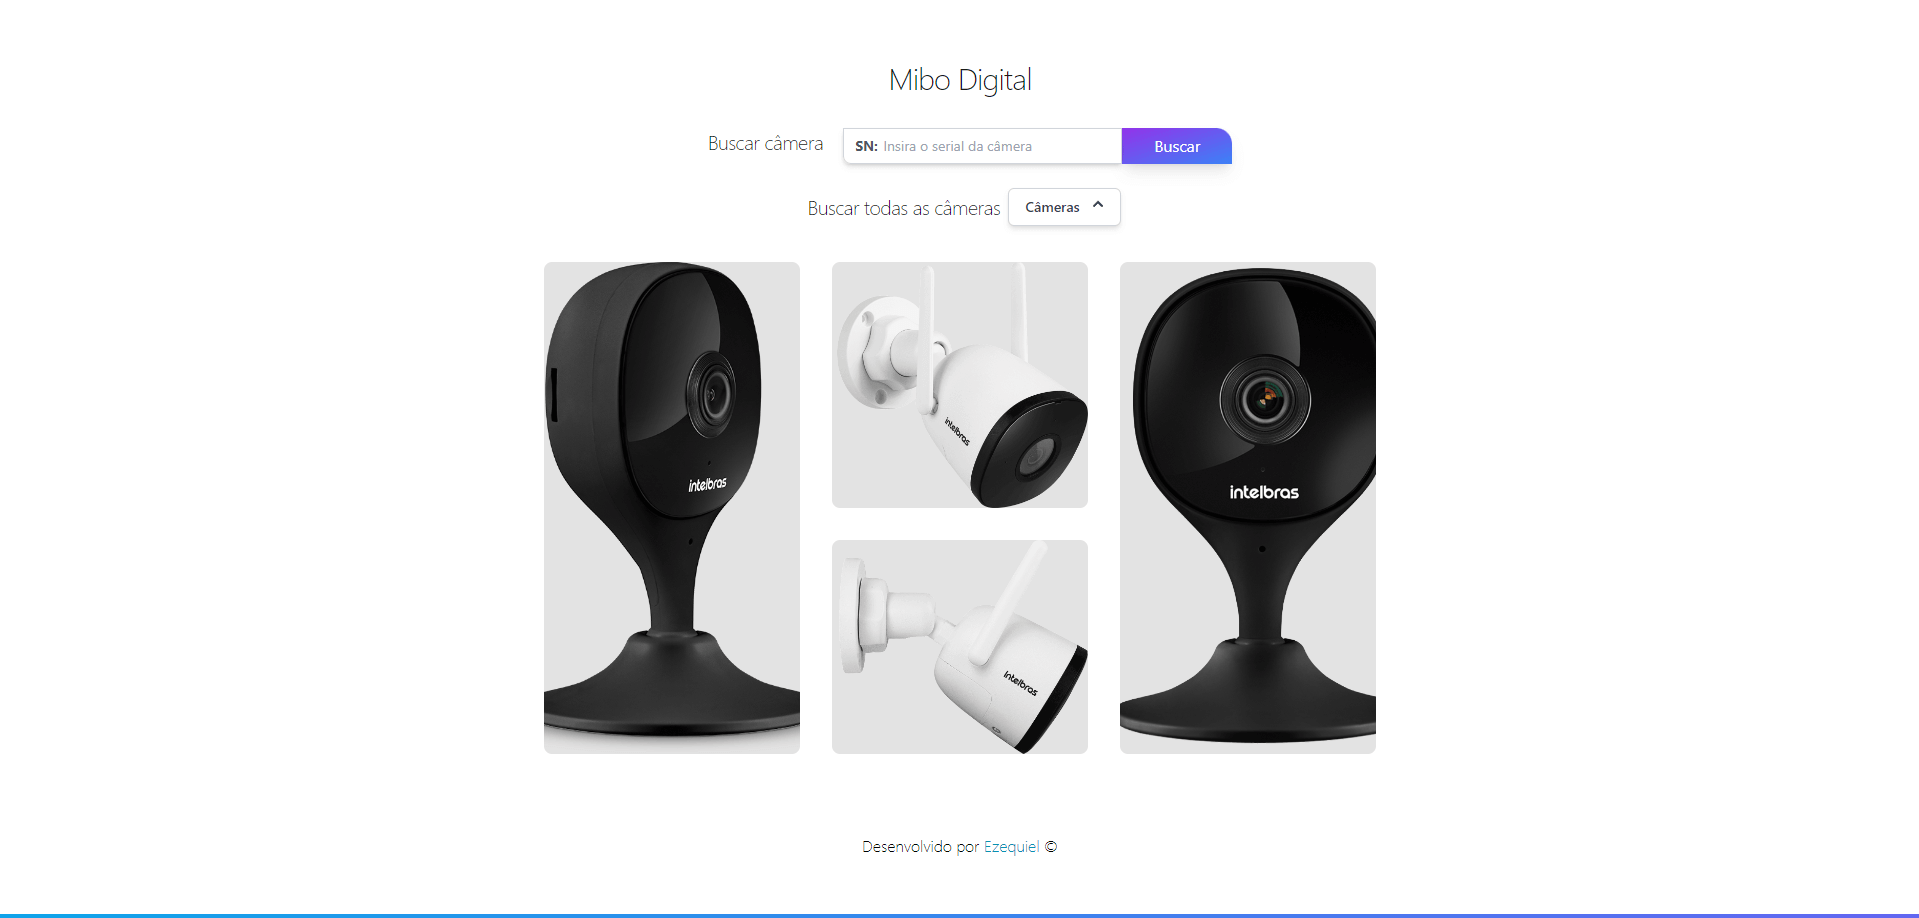 Mibo Digital
Buscar câmera
SN: Insira o serial da câmera
Buscar
Buscar todas as câmeras
Câmeras
intelbras
intelbras
intelbras
intelbras
Desenvolvido por Ezequiel ©